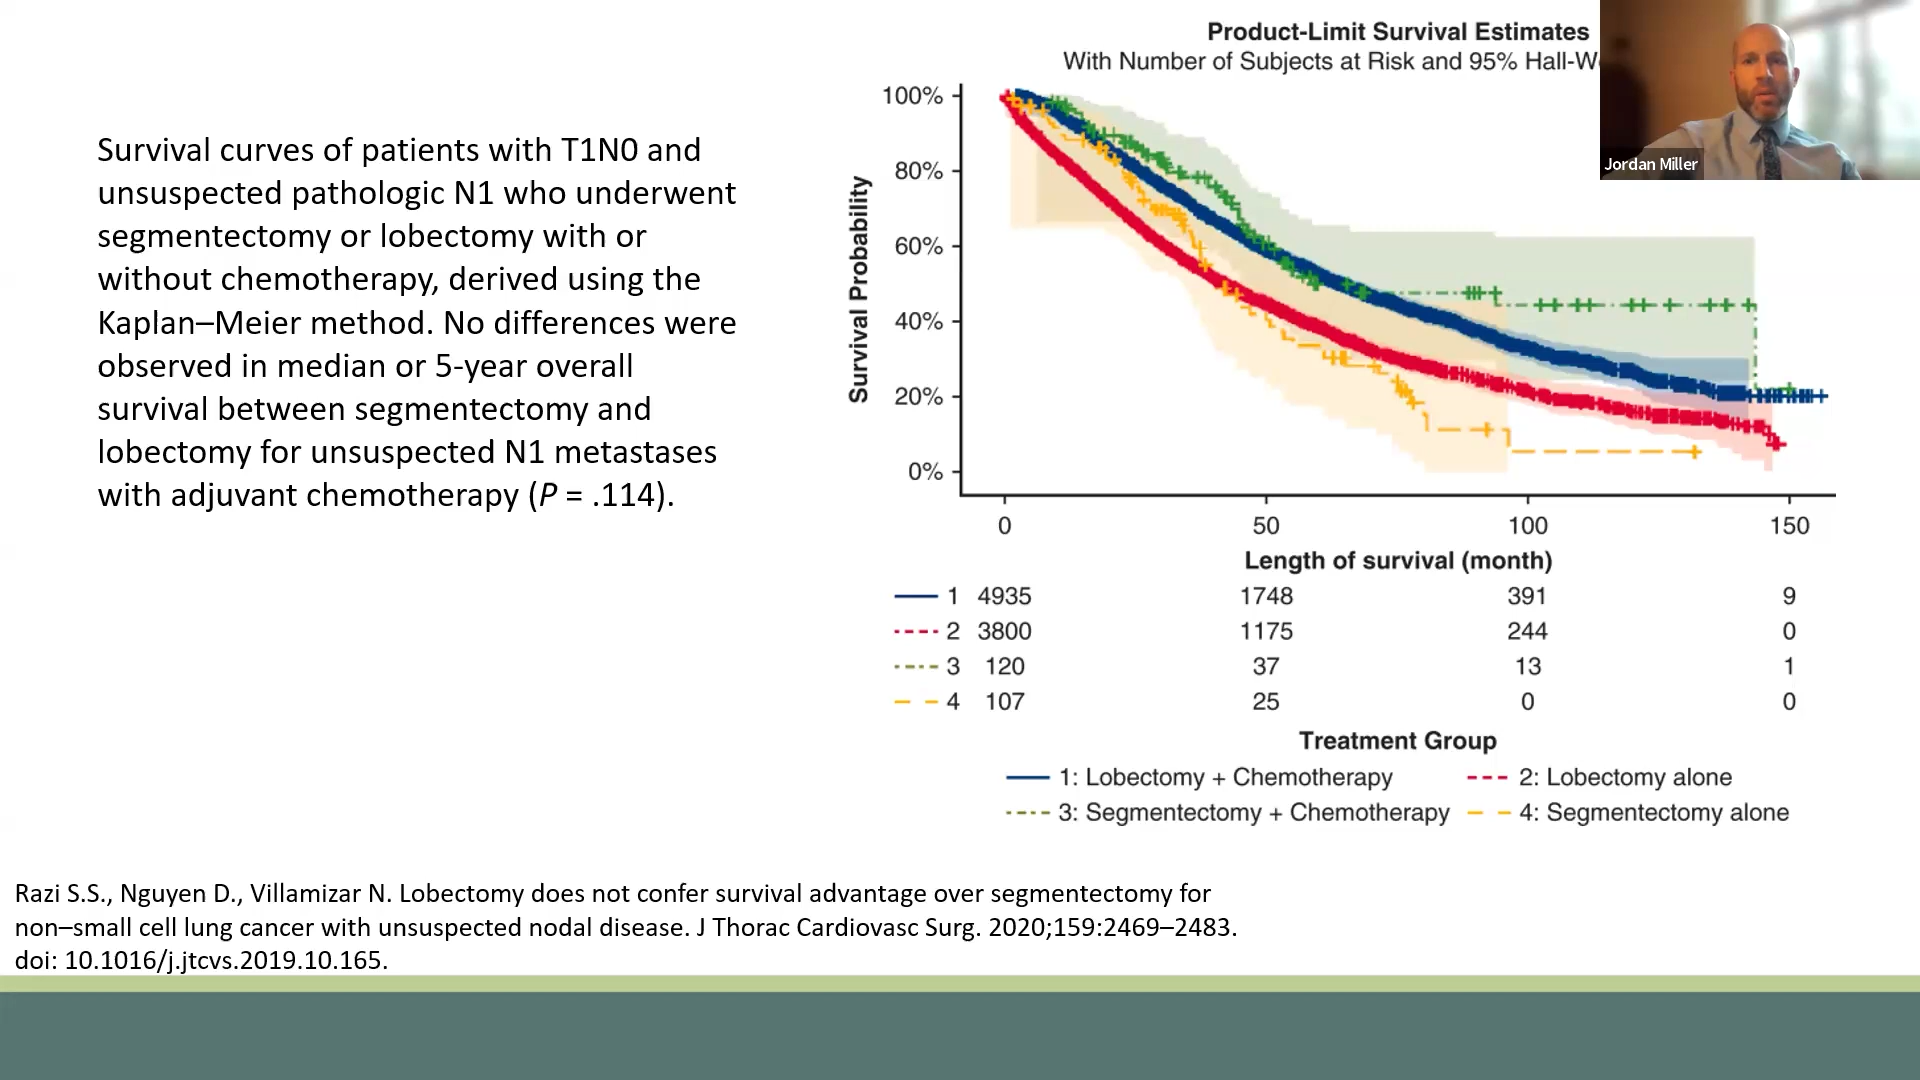 Product-Limit Survival Estimates
With Number of Subjects at Risk and 95% Hall-W
Jordan Miller
Survival curves of patients with T1N0 and
unsuspected pathologic N1 who underwent
segmentectomy or lobectomy with or
without chemotherapy, derived using the
Kaplan–Meier method. No differences were
observed in median or 5-year overall
survival between segmentectomy and
lobectomy for unsuspected N1 metastases
with adjuvant chemotherapy (P = .114).
Survival Probability
100%
80%
60%
40%
20%
0%
0 50 100 150
Length of survival (month)
1 4935 1748 391 9
2 3800 1175 244 0
3 120 37 13 1
4 107 25 0 0
Treatment Group
1: Lobectomy + Chemotherapy 2: Lobectomy alone
3: Segmentectomy + Chemotherapy 4: Segmentectomy alone
Razi S.S., Nguyen D., Villamizar N. Lobectomy does not confer survival advantage over segmentectomy for
non–small cell lung cancer with unsuspected nodal disease. J Thorac Cardiovasc Surg. 2020;159:2469–2483.
doi: 10.1016/j.jtcvs.2019.10.165.